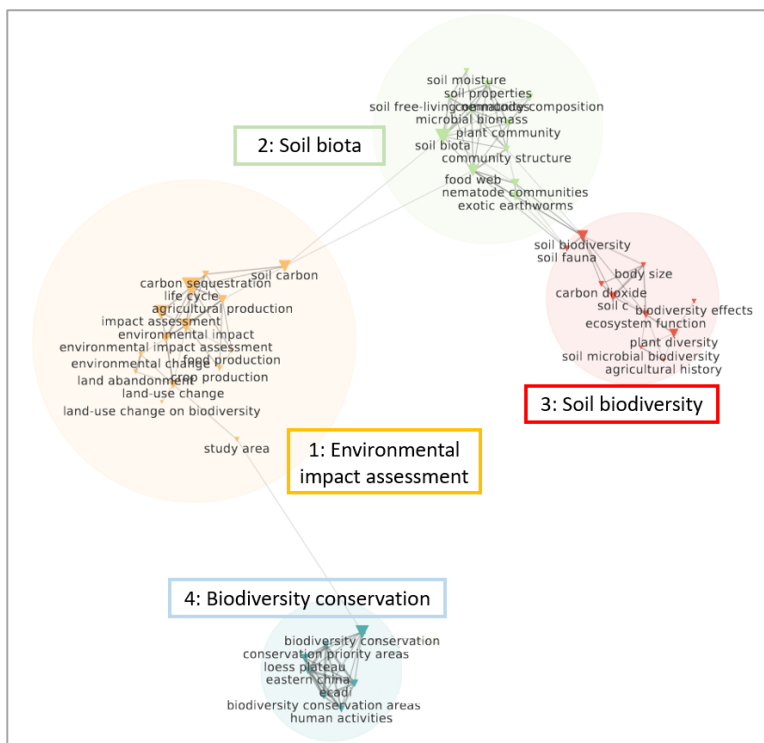 soil moisture
soil properties
soil free-living nematodes
community composition
microbial biomass
plant community
2: Soil biota
soil biota
community structure
food web
nematode communities
exotic earthworms
soil biodiversity
soil fauna
soil carbon
body size
carbon sequestration
carbon dioxide
life cycle
soil c
agricultural production
biodiversity effects
impact assessment
ecosystem function
environmental impact
plant diversity
environmental impact assessment
food production
soil microbial biodiversity
environmental change
agricultural history
crop production
land abandonment
land-use change
3: Soil biodiversity
land-use change on biodiversity
study area
1: Environmental
impact assessment
4: Biodiversity conservation
biodiversity conservation
conservation priority areas
loess plateau
eastern china
ecadi
biodiversity conservation areas
human activities